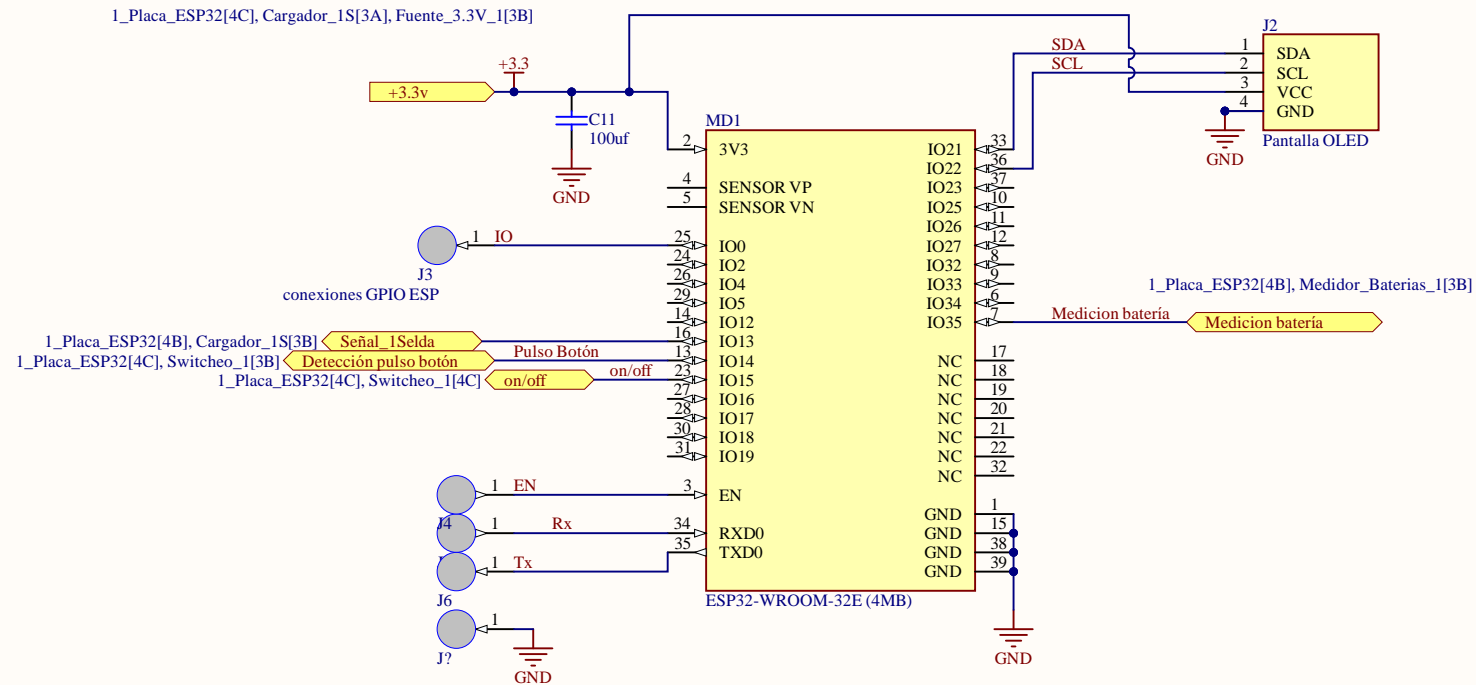 1_Placa_ESP32[4C], Cargador_1S[3A], Fuente_3.3V_1[3B]
J2
SDA
1
SDA
SCL
2
SCL
3
VCC
4
GND
GND
Pantalla OLED
+3.3
+3.3v
C11
100uf
GND
MD1
2
3V3
4
SENSOR VP
5
SENSOR VN
1
IO
25
IO0
J3
conexiones GPIO ESP
24
IO2
26
IO4
29
IO5
14
IO12
1_Placa_ESP32[4B], Cargador_1S[3B]
Señal_1Selda
16
IO13
1_Placa_ESP32[4C], Switcheo_1[3B]
Detección pulso botón
Pulso Botón
13
IO14
1_Placa_ESP32[4C], Switcheo_1[4C]
on/off
on/off
23
IO15
27
IO16
28
IO17
30
IO18
31
IO19
1
EN
3
EN
J4
1
Rx
34
RXD0
35
TXD0
1
Tx
J6
1
J?
GND
ESP32-WROOM-32E (4MB)
IO21
33
IO22
36
IO23
37
IO25
10
IO26
11
IO27
12
IO32
8
IO33
9
IO34
6
IO35
7
Medicion batería
Medicion batería
1_Placa_ESP32[4B], Medidor_Baterias_1[3B]
NC
17
NC
18
NC
19
NC
20
NC
21
NC
22
NC
32
GND
1
GND
15
GND
38
GND
39
GND